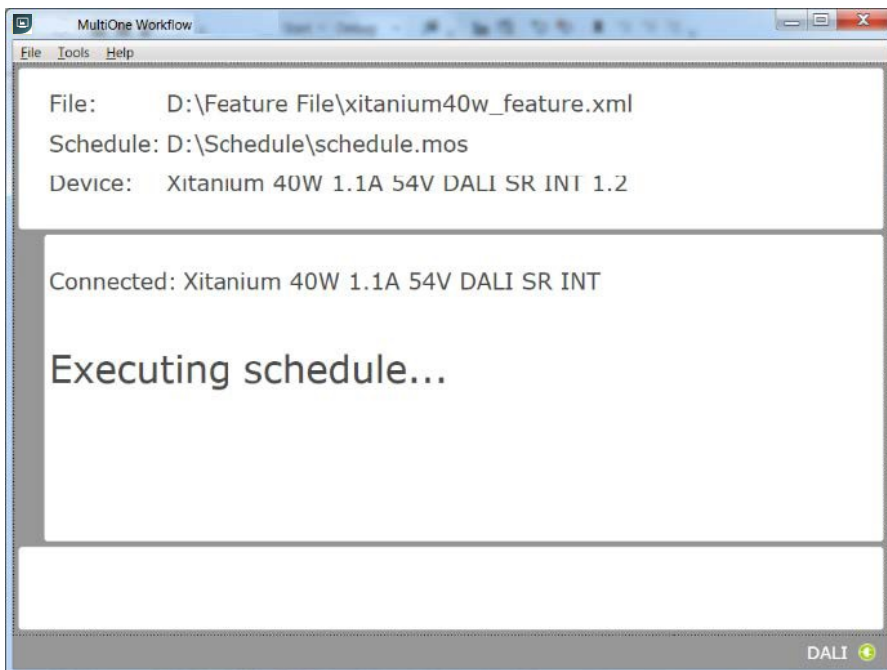 MultiOne Workflow
File Tools Help
File: D:\Feature File\xitanium40w_feature.xml
Schedule: D:\Schedule\schedule.mos
Device: Xitanium 40W 1.1A 54V DALI SR INT 1.2
Connected: Xitanium 40W 1.1A 54V DALI SR INT
Executing schedule...
DALI